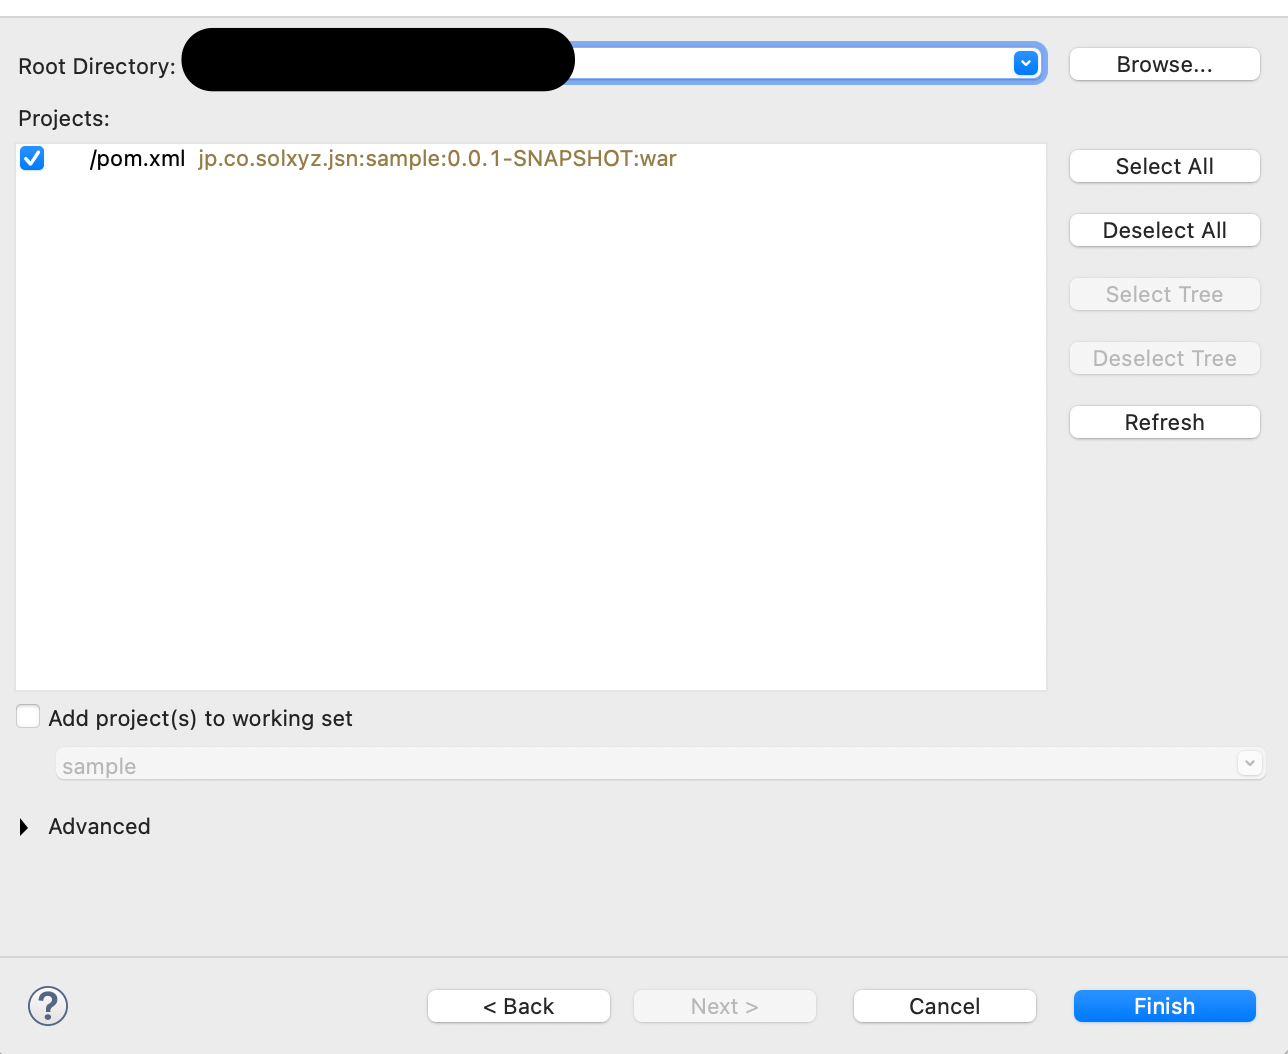 Root Directory:
Browse...
Projects:
/pom.xml jp.co.solxyz.jsn:sample:0.0.1-SNAPSHOT:war
Select All
Deselect All
Select Tree
Deselect Tree
Refresh
Add project(s) to working set
sample
Advanced
?
< Back
Next >
Cancel
Finish